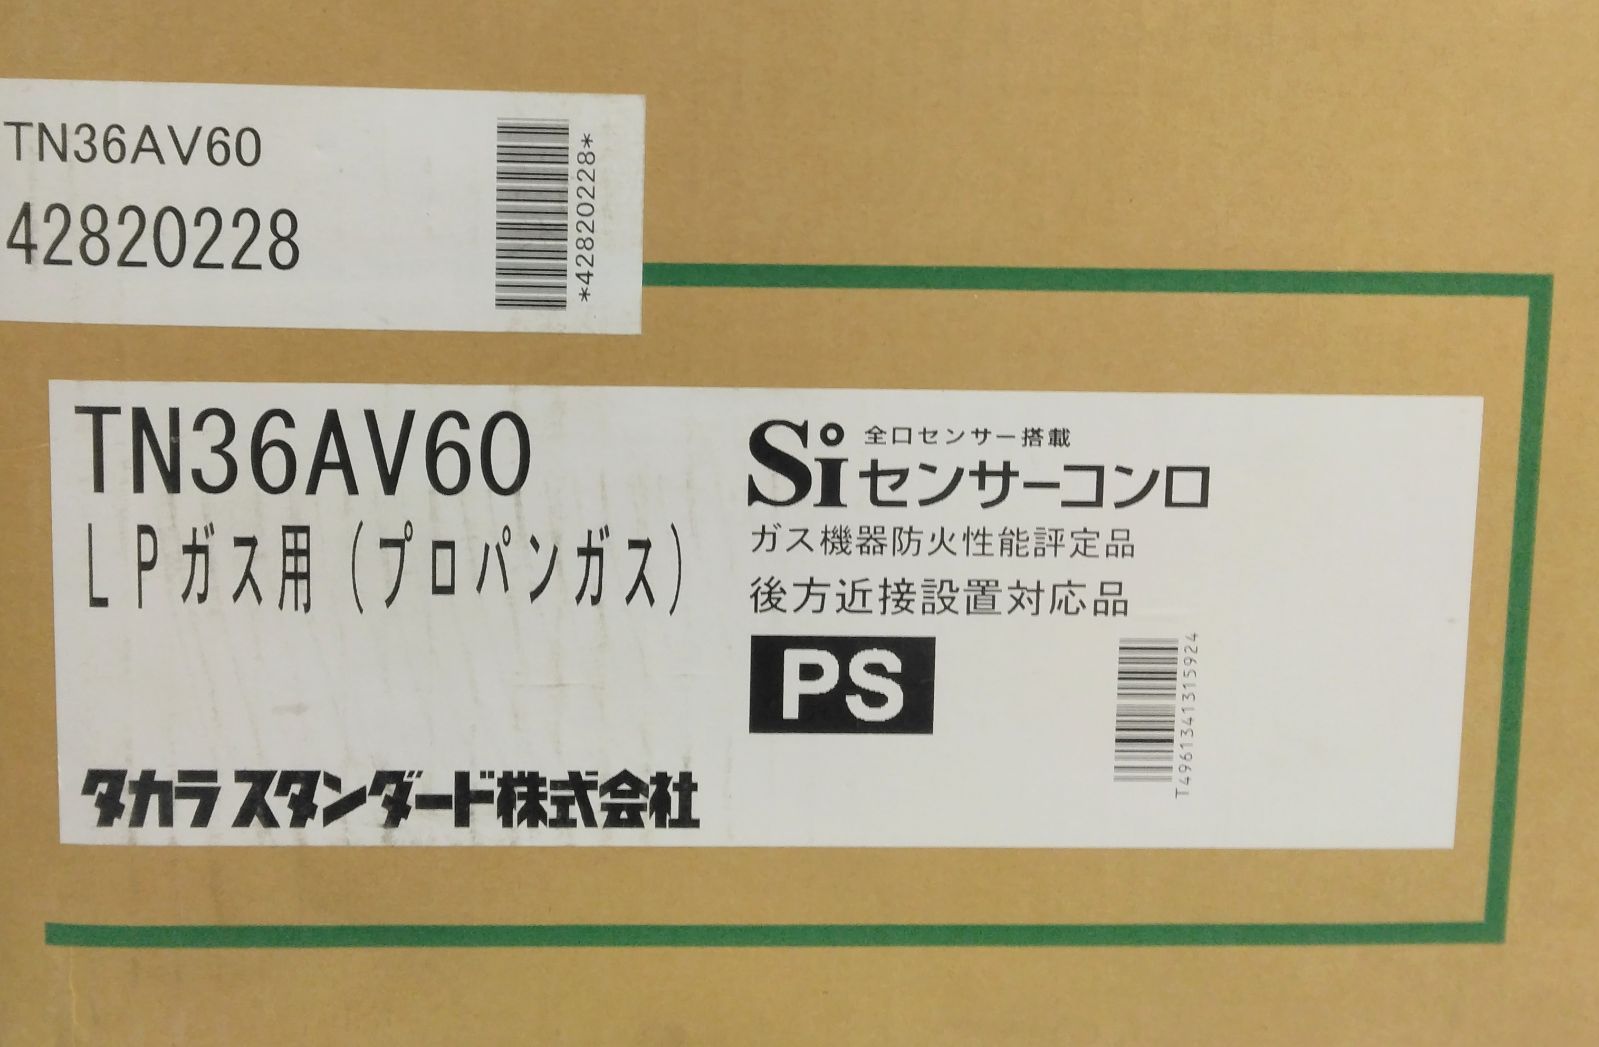 TN36AV60
42820228
*42820228*
TN36AV60
LPガス用(プロパンガス)
タカラスタンダード株式会社
Si 全口センサー搭載
センサーコンロ
ガス機器防火性能評定品
後方近接設置対応品
PS
T4961341315924